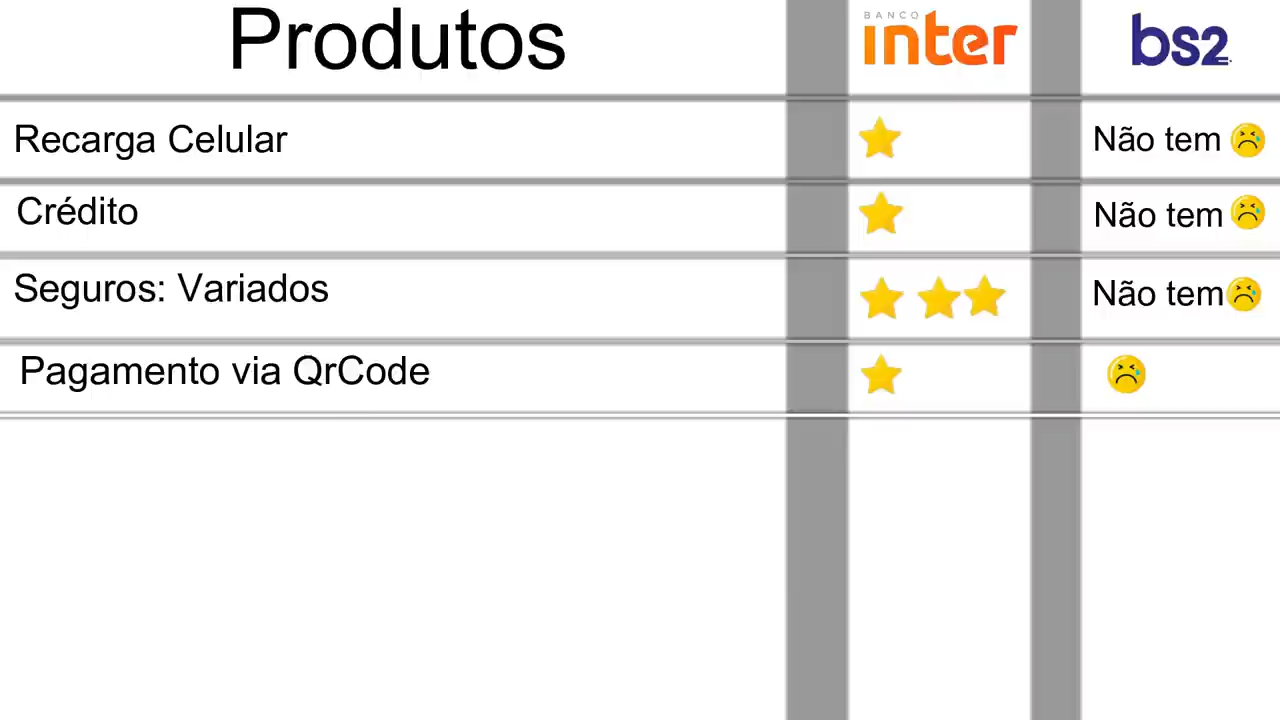 Produtos
BANCO
inter
bs2
Recarga Celular
Não tem
Crédito
Não tem
Seguros: Variados
Não tem
Pagamento via QrCode